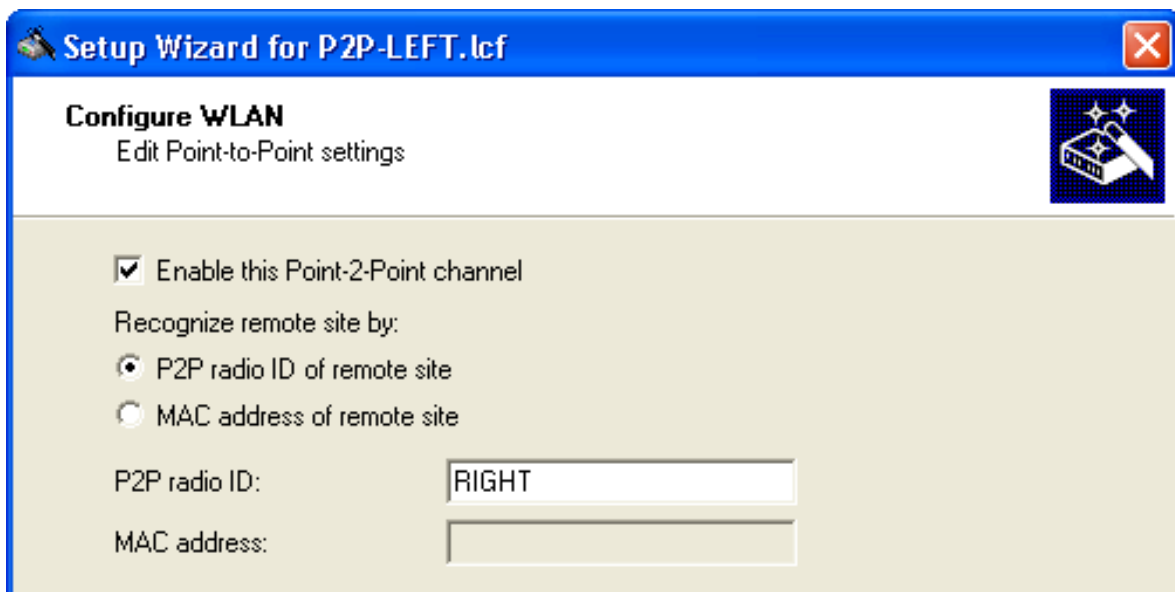 Setup Wizard for P2P-LEFT.lcf
Configure WLAN
Edit Point-to-Point settings
Enable this Point-2-Point channel
Recognize remote site by:
P2P radio ID of remote site
MAC address of remote site
P2P radio ID: RIGHT
MAC address: